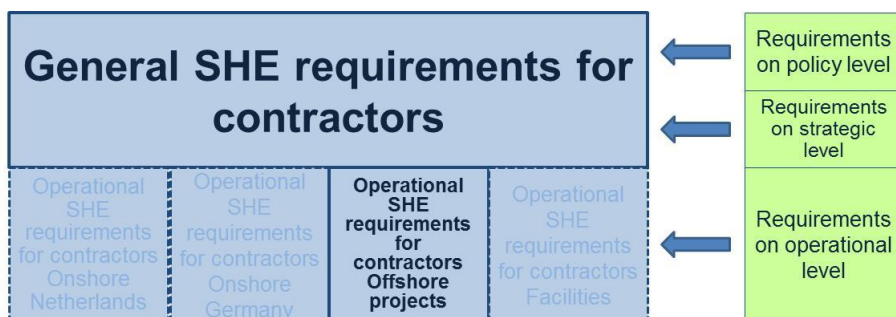 General SHE requirements for
contractors
Requirements
on policy level
Requirements
on strategic
level
Operational
SHE
requirements
for contractors
Onshore
Netherlands
Operational
SHE
requirements
for contractors
Onshore
Germany
Operational
SHE
requirements
for
contractors
Offshore
projects
Operational
SHE
requirements
for contractors
Facilities
Requirements
on operational
level